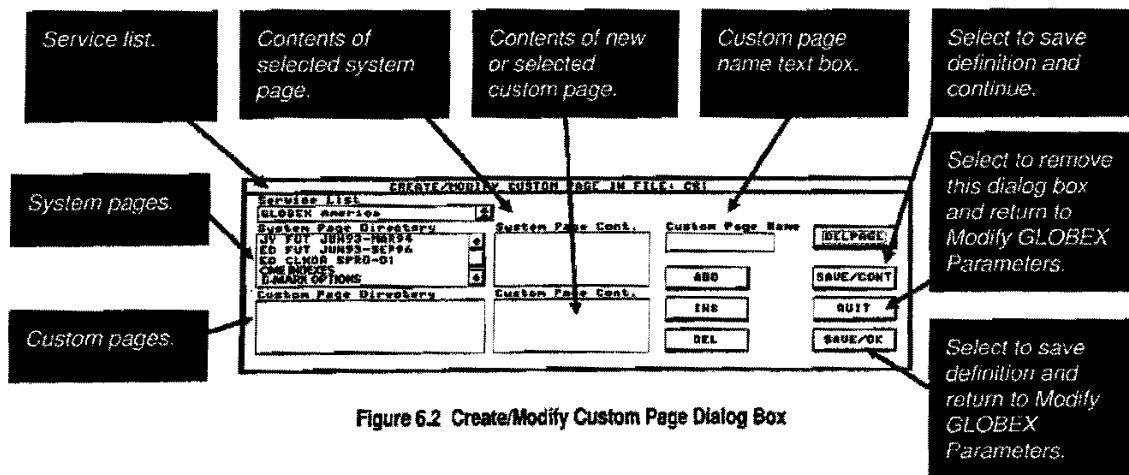 Service list.
Contents of
selected system
page.
Contents of new
or selected
custom page.
Custom page
name text box.
Select to save
definition and
continue.
System pages.
Custom pages.
Select to remove
this dialog box
and return to
Modify GLOBEX
Parameters.
Select to save
definition and
return to Modify
GLOBEX
Parameters.
CREATE/MODIFY CUSTOM PAGE IN FILE: CS1
Service List
GLOBEX America
System Page Directory
JY FUT JUN93-MAR94
ED FUT JUN93-SEP96
ED CLNDR SPRD-01
CME INDEXES
D-MARK OPTIONS
System Page Cont.
Custom Page Name
DELPAGE
ADD
SAVE/CONT
Custom Page Directory
Custom Page Cont.
INS
QUIT
DEL
SAVE/OK
Figure 6.2 Create/Modify Custom Page Dialog Box